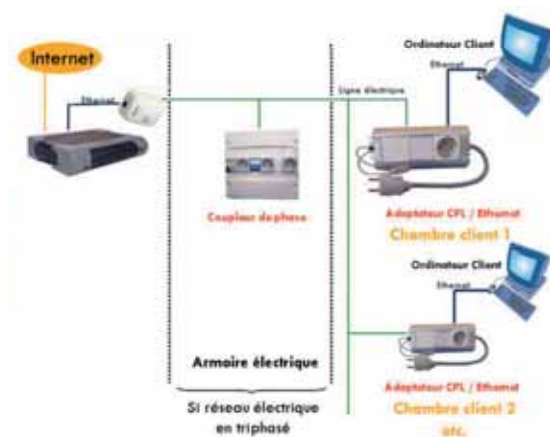 Internet
Ethernet
Ligne électrique
Ordinateur Client
Ethernet
Coupleur de phase
Adaptateur CPL / Ethernet
Chambre client 1
Ordinateur Client
Ethernet
Armoire électrique
Adaptateur CPL / Ethernet
Si réseau électrique
en triphasé
Chambre client 2
etc.